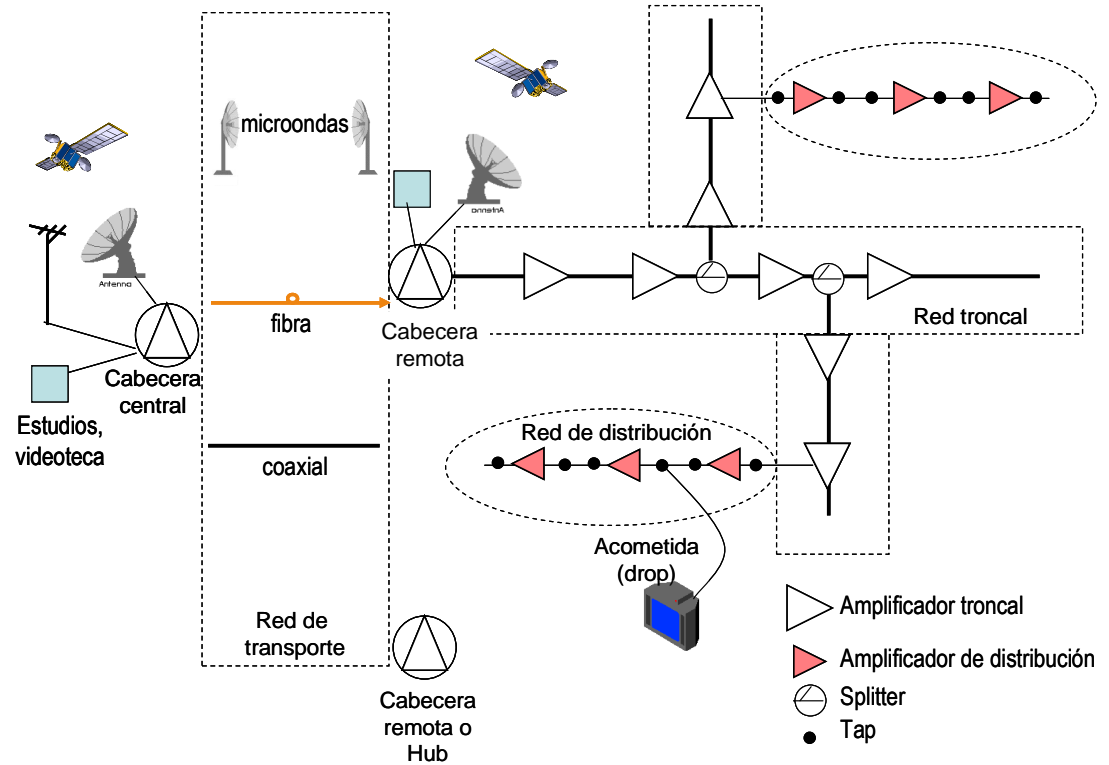 microondas
Antenna
fibra
Cabecera
remota
Red troncal
Antenna
Cabecera
central
Estudios,
videoteca
coaxial
Red de distribución
Acometida
(drop)
Red de
transporte
Cabecera
remota o
Hub
Amplificador troncal
Amplificador de distribución
Splitter
Tap